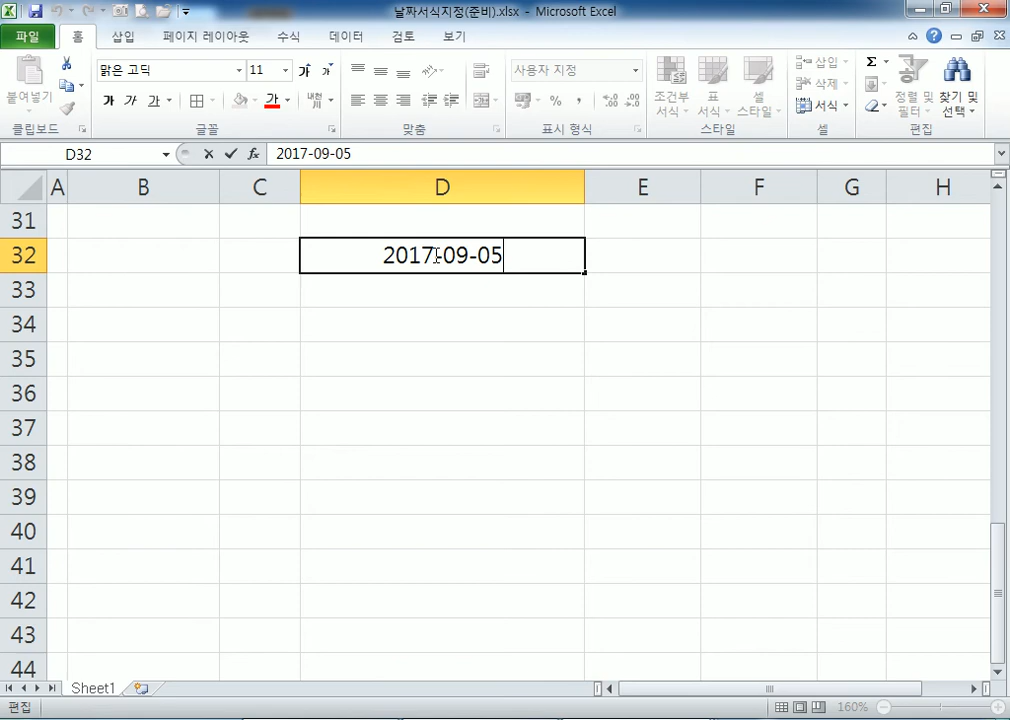 날짜서식지정(준비).xlsx - Microsoft Excel
파일 홈 삽입 페이지 레이아웃 수식 데이터 검토 보기
붙여넣기
클립보드
맑은 고딕 11
가 가 가 가
글꼴
맞춤
사용자 지정
표시 형식
조건부 서식
표 서식
셀 스타일
스타일
삽입
삭제
서식
셀
정렬 및 필터
찾기 및 선택
편집
D32 fx 2017-09-05
A B C D E F G H
31
32 2017-09-05
33
34
35
36
37
38
39
40
41
42
43
44
Sheet1
편집 160%